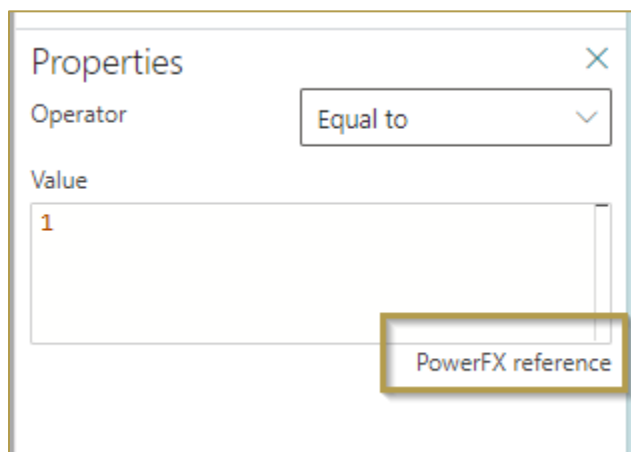 Properties
Operator
Equal to
Value
1
PowerFX reference